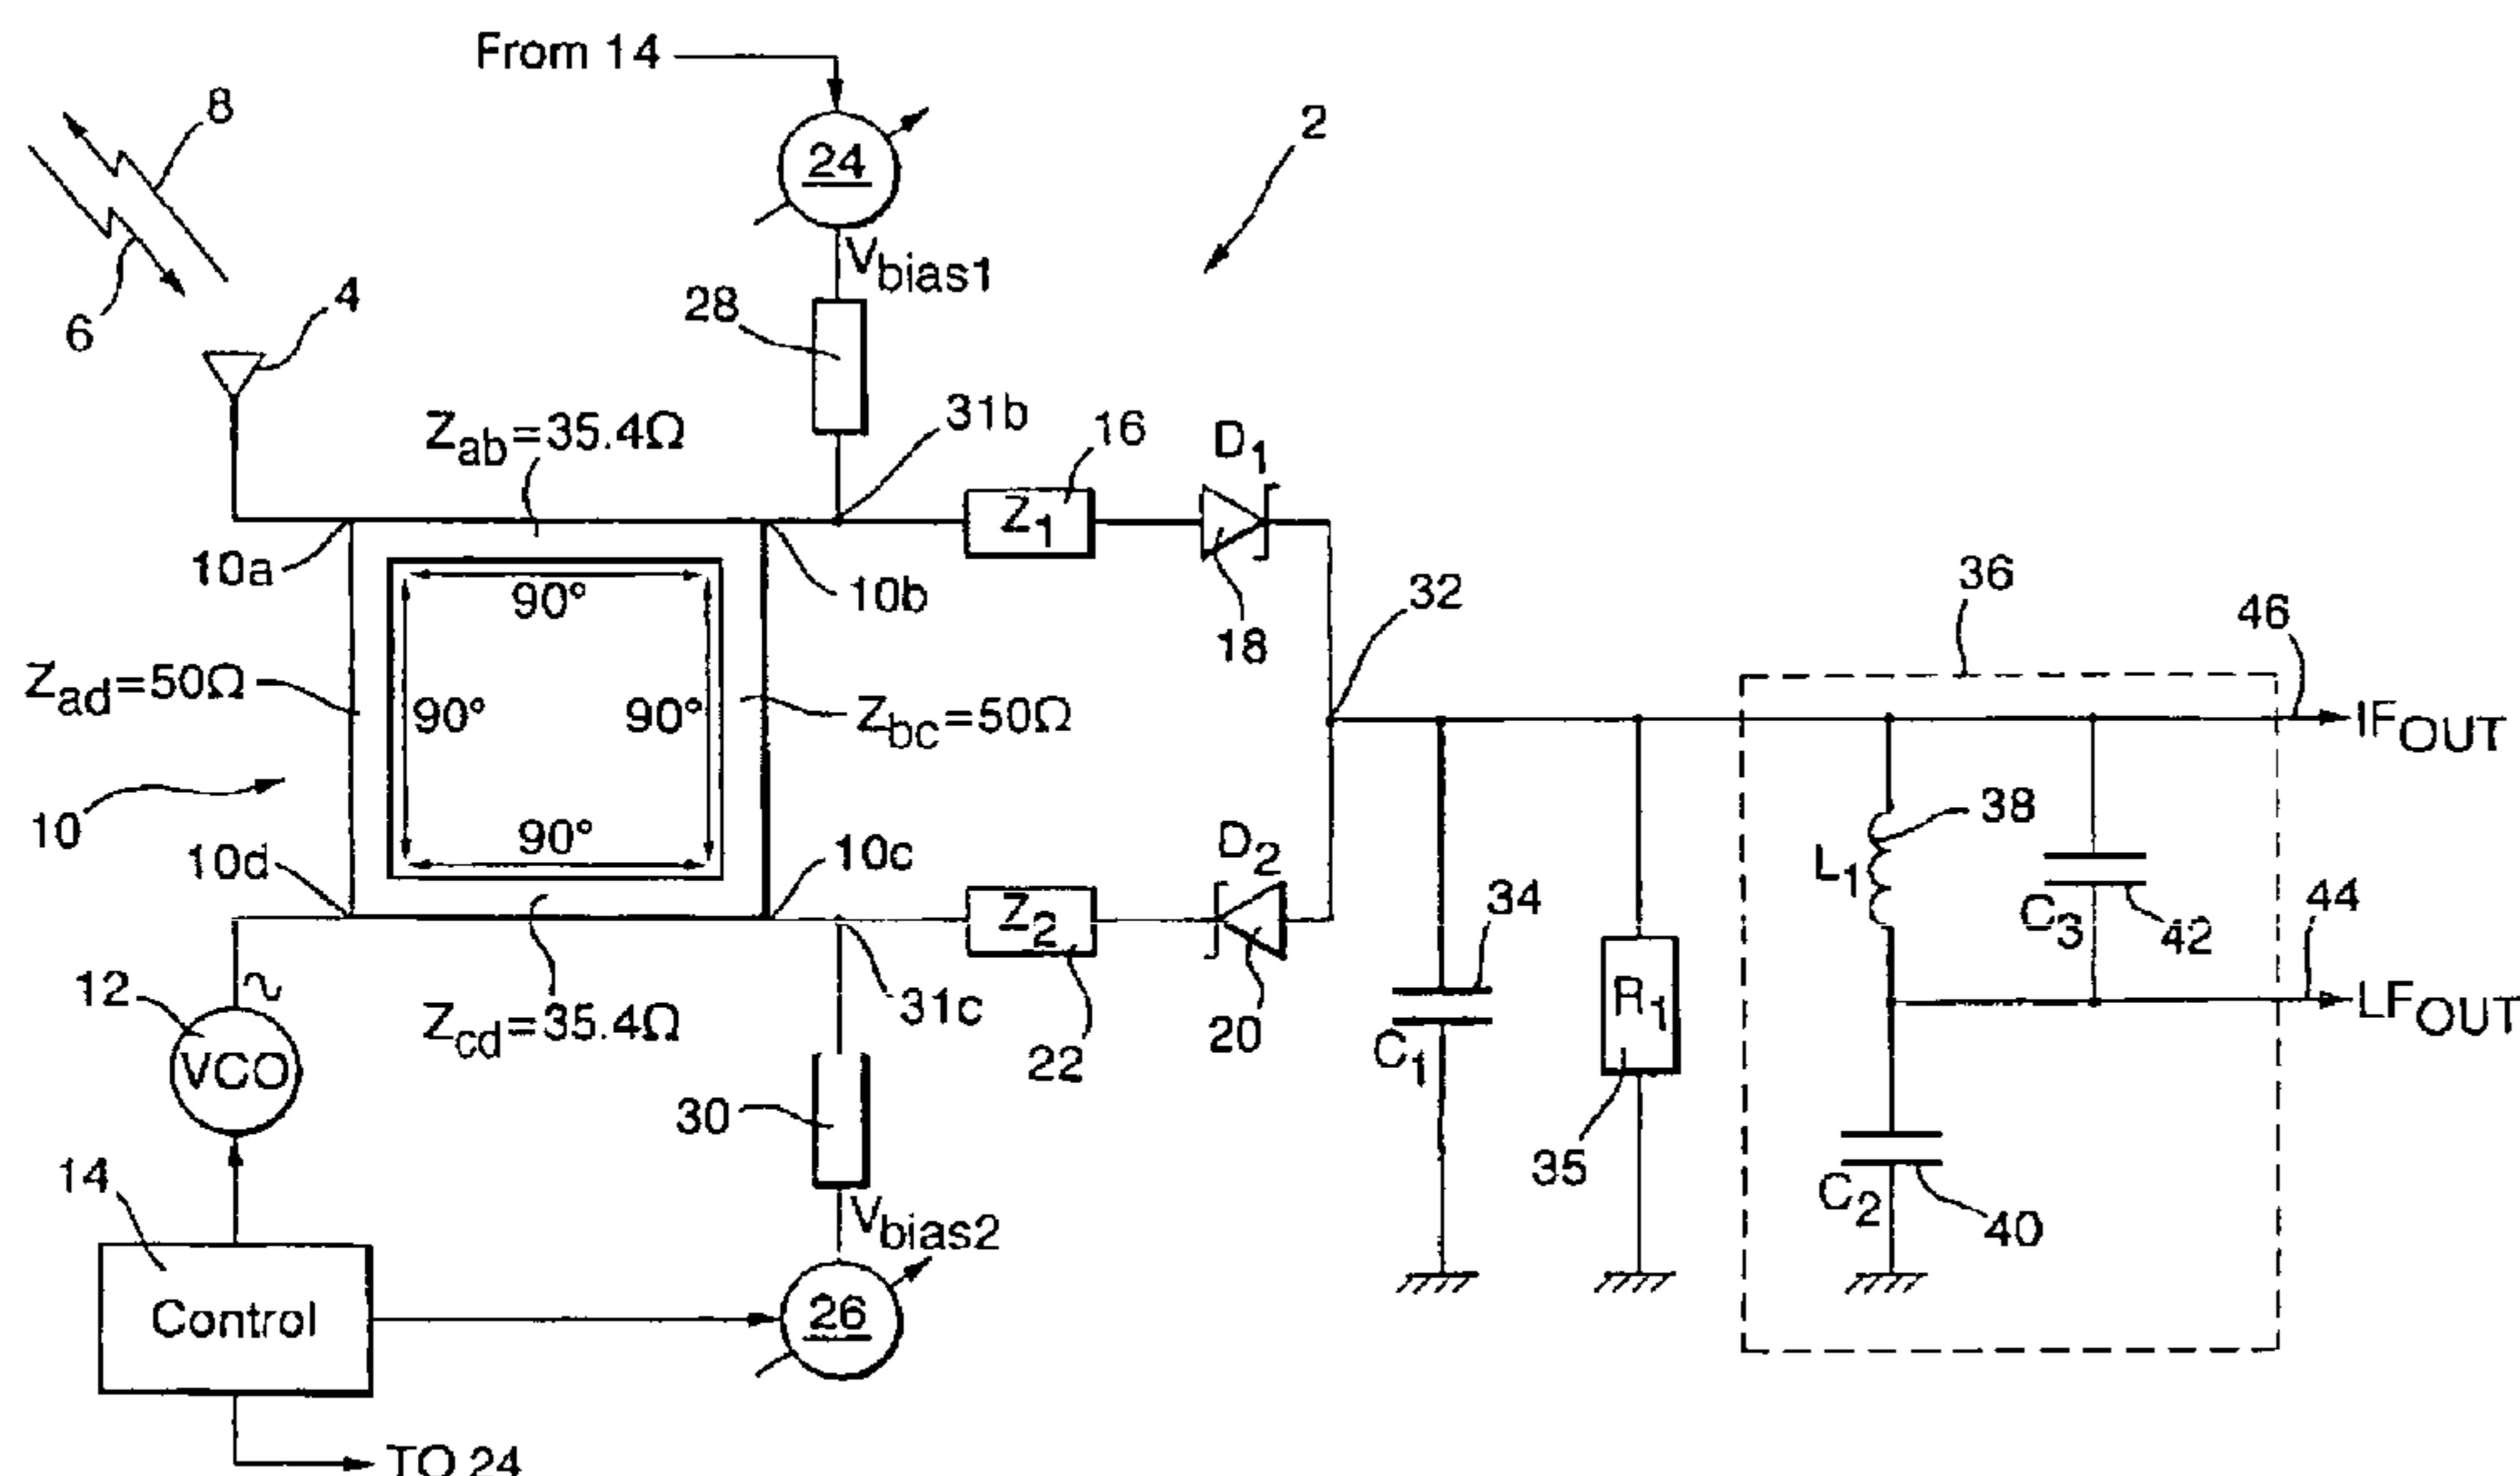 From 14
8
24
2
Vbias1
28
6
4
31b
16
D1
Zab=35.4Ω
Z1
10a
90°
10b
18
32
36
46
Zad=50Ω
90°
90°
Zbc=50Ω
IFOUT
10
90°
10d
10c
D2
L1
38
C3
42
44
34
Z2
12
VCO
Zcd=35.4Ω
31c
22
20
C1
R1
LFOUT
30
35
14
C2
40
Vbias2
Control
26
TO 24